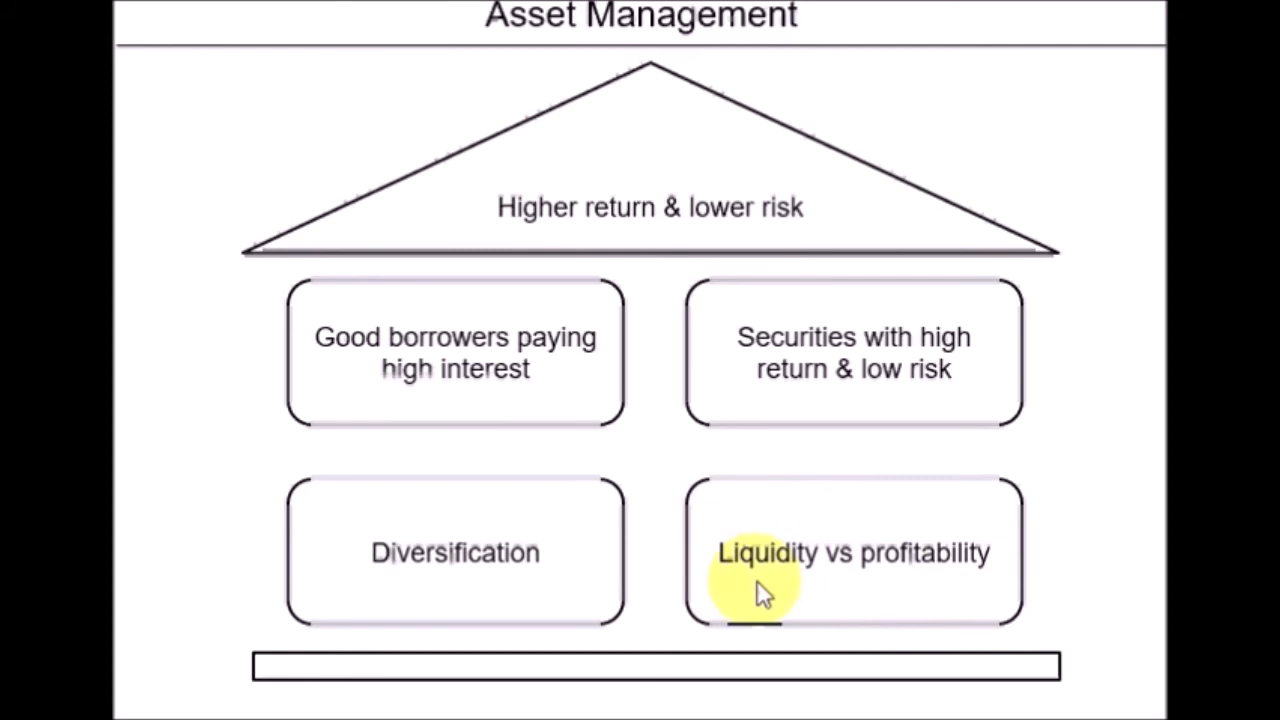 Asset Management
Higher return & lower risk
Good borrowers paying
high interest
Securities with high
return & low risk
Diversification
Liquidity vs profitability